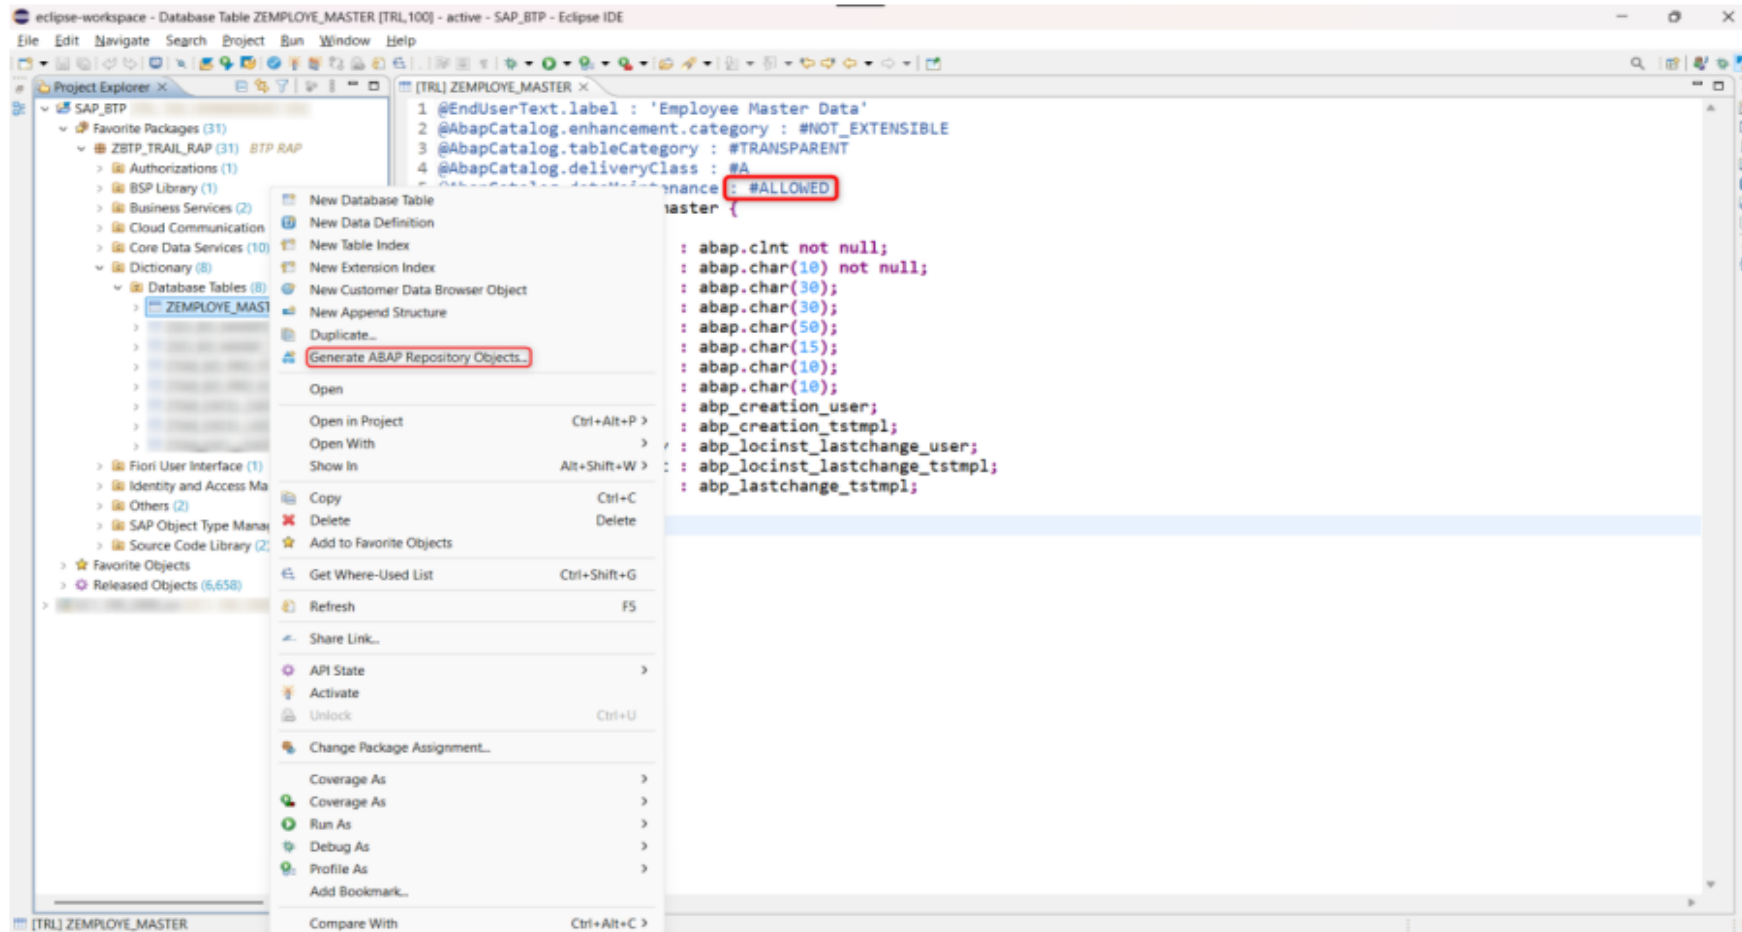 eclipse-workspace - Database Table ZEMPLOYE_MASTER [TRL,100] - active - SAP_BTP - Eclipse IDE
File Edit Navigate Search Project Run Window Help
Project Explorer
SAP_BTP
Favorite Packages (31)
ZBTP_TRAIL_RAP (31) BTP RAP
Authorizations (1)
BSP Library (1)
Business Services (2)
Cloud Communication
Core Data Services (10)
Dictionary (8)
Database Tables (8)
ZEMPLOYE_MAST
Fiori User Interface (1)
Identity and Access Ma
Others (2)
SAP Object Type Manag
Source Code Library (2)
Favorite Objects
Released Objects (6,658)
New Database Table
New Data Definition
New Table Index
New Extension Index
New Customer Data Browser Object
New Append Structure
Duplicate...
Generate ABAP Repository Objects...
Open
Open in Project Ctrl+Alt+P >
Open With >
Show In Alt+Shift+W >
Copy Ctrl+C
Delete Delete
Add to Favorite Objects
Get Where-Used List Ctrl+Shift+G
Refresh F5
Share Link...
API State >
Activate
Unlock Ctrl+U
Change Package Assignment...
Coverage As >
Coverage As >
Run As >
Debug As >
Profile As >
Add Bookmark...
Compare With Ctrl+Alt+C >
[TRL] ZEMPLOYE_MASTER
1 @EndUserText.label : 'Employee Master Data'
2 @AbapCatalog.enhancement.category : #NOT_EXTENSIBLE
3 @AbapCatalog.tableCategory : #TRANSPARENT
4 @AbapCatalog.deliveryClass : #A
enance : #ALLOWED
aster {
: abap.clnt not null;
: abap.char(10) not null;
: abap.char(30);
: abap.char(30);
: abap.char(50);
: abap.char(15);
: abap.char(10);
: abap.char(10);
: abp_creation_user;
: abp_creation_tstmpl;
: abp_locinst_lastchange_user;
: abp_locinst_lastchange_tstmpl;
: abp_lastchange_tstmpl;
[TRL] ZEMPLOYE_MASTER